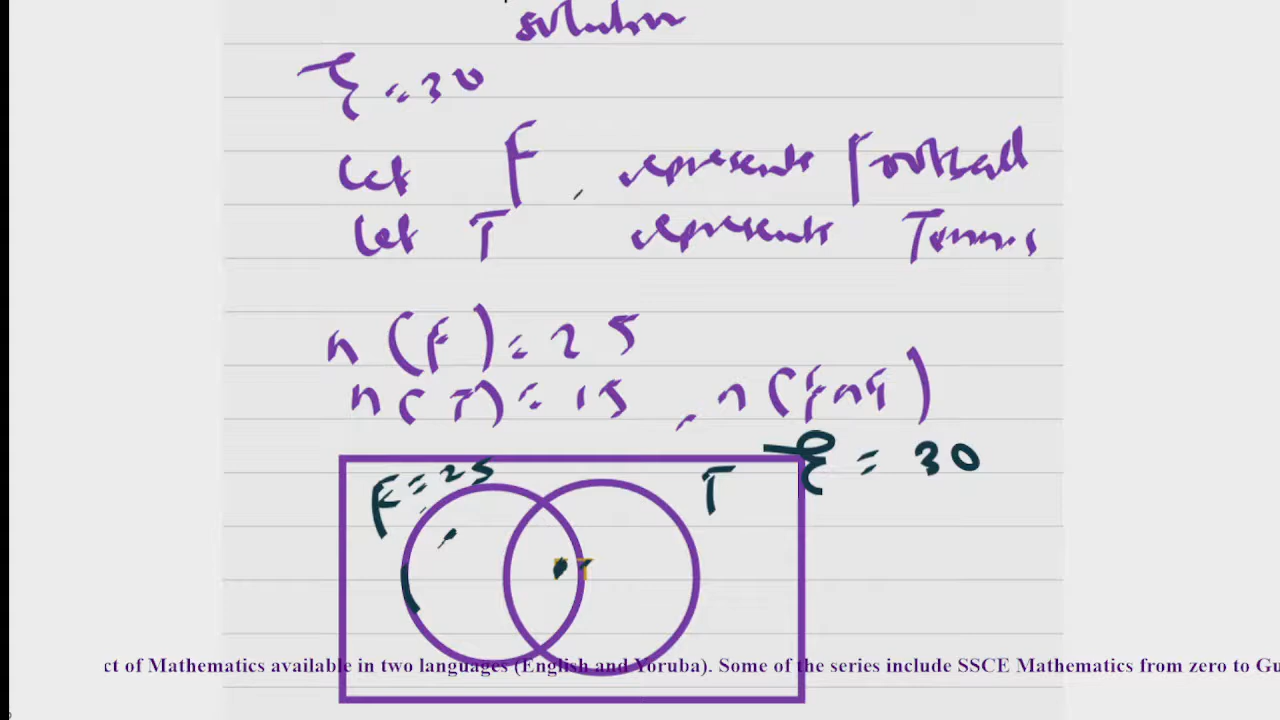 solution
ξ = 30
Let F represents Football
Let T represents Tennis
n(F) = 25
n(T) = 15, n(F∩T)
F = 25 T ξ = 30
ct of Mathematics available in two languages (English and Yoruba). Some of the series include SSCE Mathematics from zero to Gu